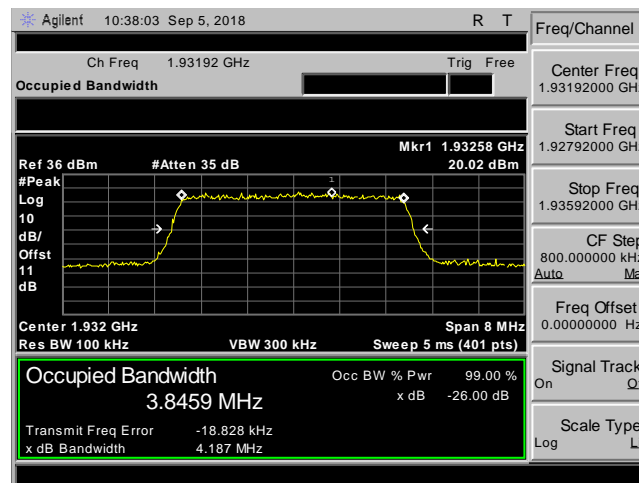 Agilent 10:38:03 Sep 5, 2018 R T
Ch Freq 1.93192 GHz Trig Free
Occupied Bandwidth
Mkr1 1.93258 GHz
Ref 36 dBm #Atten 35 dB 20.02 dBm
#Peak
Log
10
dB/
Offst
11
dB
1
Center 1.932 GHz Span 8 MHz
Res BW 100 kHz VBW 300 kHz Sweep 5 ms (401 pts)
Occupied Bandwidth Occ BW % Pwr 99.00 %
3.8459 MHz x dB -26.00 dB
Transmit Freq Error -18.828 kHz
x dB Bandwidth 4.187 MHz
Freq/Channel
Center Freq
1.93192000 GH
Start Freq
1.92792000 GH
Stop Freq
1.93592000 GH
CF Step
800.000000 kHz
Auto Ma
Freq Offset
0.00000000 Hz
Signal Track
On O
Scale Type
Log L